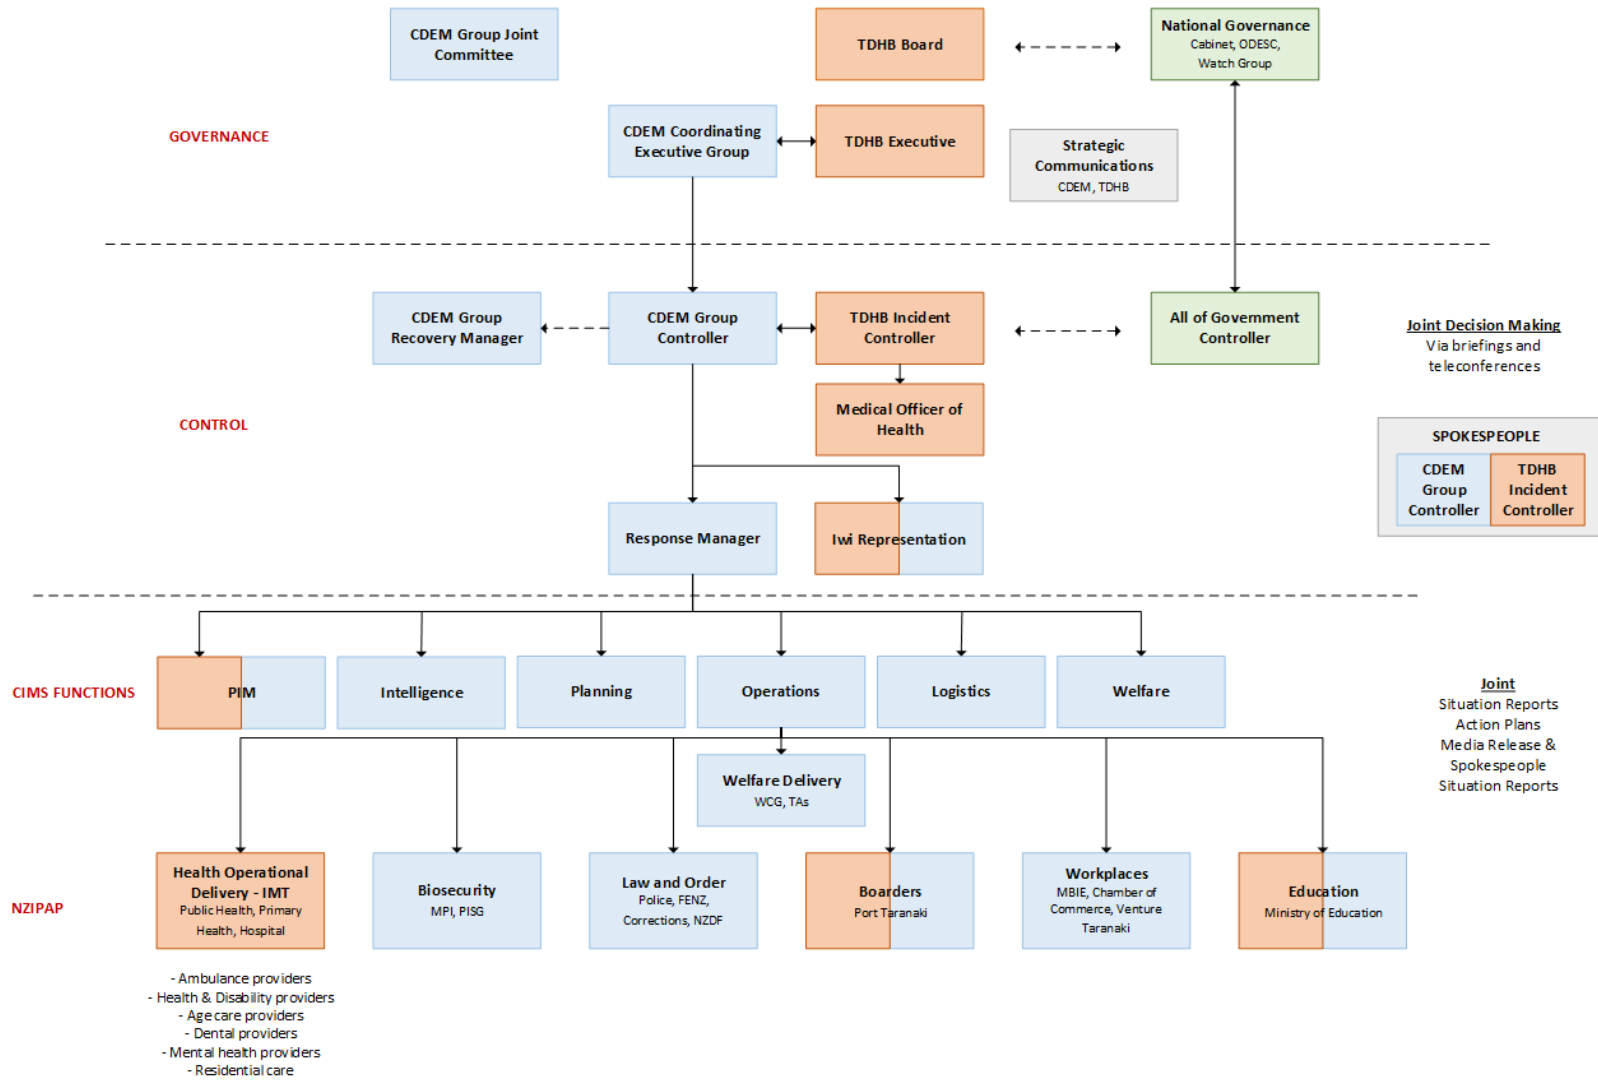 CDEM Group Joint
Committee
TDHB Board
National Governance
Cabinet, ODESC,
Watch Group
GOVERNANCE
CDEM Coordinating
Executive Group
TDHB Executive
Strategic
Communications
CDEM, TDHB
CDEM Group
Recovery Manager
CDEM Group
Controller
TDHB Incident
Controller
All of Government
Controller
Joint Decision Making
Via briefings and
teleconferences
CONTROL
Medical Officer of
Health
SPOKESPEOPLE
CDEM
Group
Controller
TDHB
Incident
Controller
Response Manager
Iwi Representation
CIMS FUNCTIONS
PIM
Intelligence
Planning
Operations
Logistics
Welfare
Joint
Situation Reports
Action Plans
Media Release &
Spokespeople
Situation Reports
Welfare Delivery
WCG, TAs
NZIPAP
Health Operational
Delivery - IMT
Public Health, Primary
Health, Hospital
Biosecurity
MPI, PISG
Law and Order
Police, FENZ,
Corrections, NZDF
Boarders
Port Taranaki
Workplaces
MBIE, Chamber of
Commerce, Venture
Taranaki
Education
Ministry of Education
- Ambulance providers
- Health & Disability providers
- Age care providers
- Dental providers
- Mental health providers
- Residential care